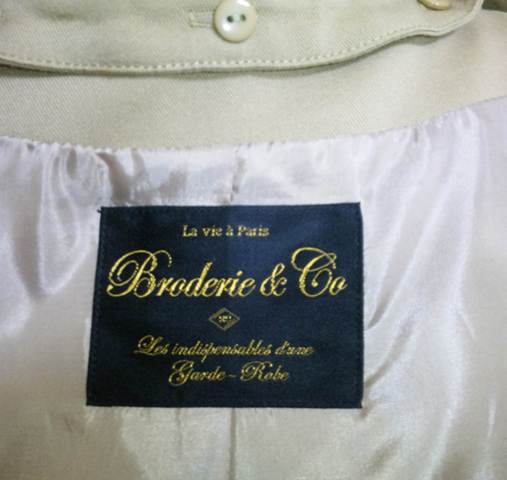 La vie à Paris
Broderie & Co
Les indispensables d'une
Garde-Robe